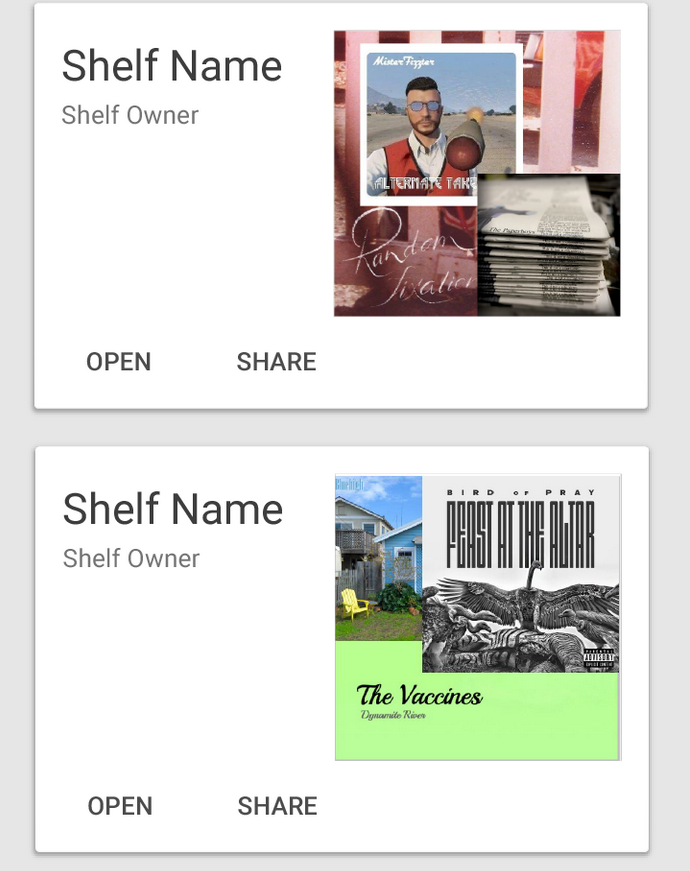 Shelf Name
Shelf Owner
MisterFizzter
ALTERNATE TAKE
Random
Fixation
The Paperboys
OPEN
SHARE
Shelf Name
Shelf Owner
BIRD OF PRAY
FEAST AT THE ALTAR
PARENTAL
ADVISORY
EXPLICIT CONTENT
The Vaccines
Dynamite River
OPEN
SHARE